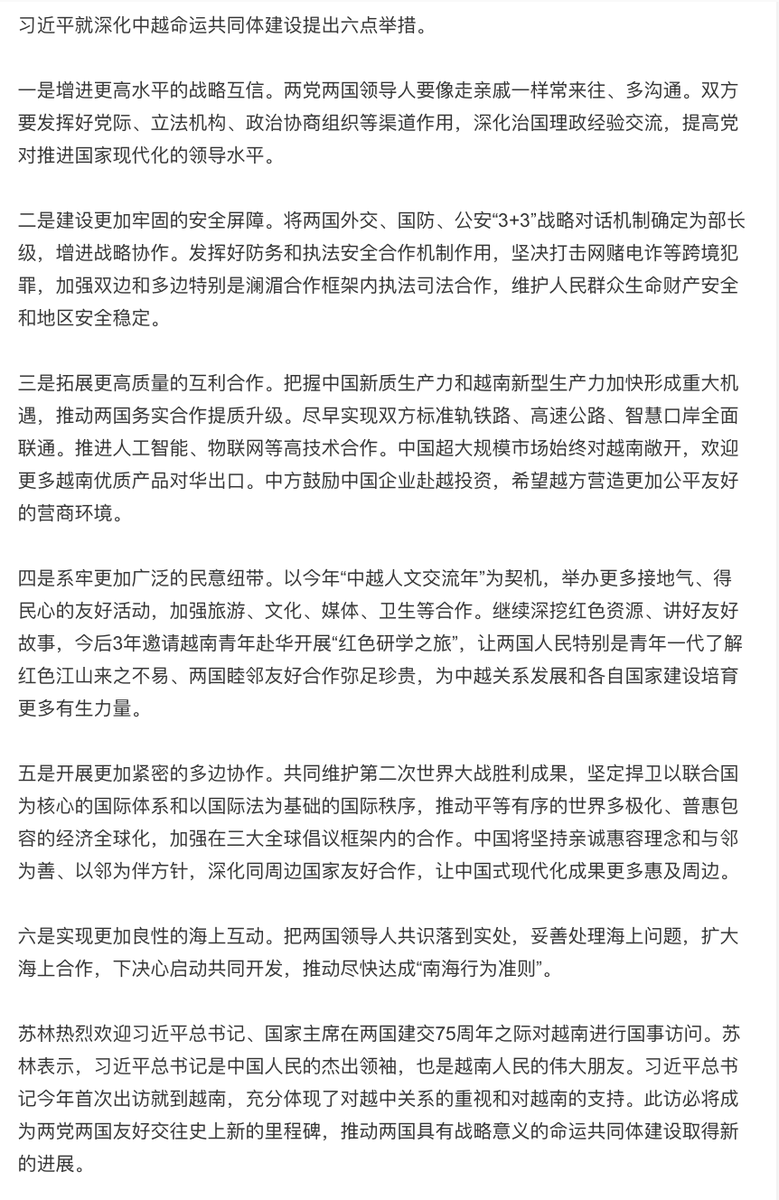 习近平就深化中越命运共同体建设提出六点举措。
一是增进更高水平的战略互信。两党两国领导人要像走亲戚一样常来往、多沟通。双方
要发挥好党际、立法机构、政治协商组织等渠道作用，深化治国理政经验交流，提高党
对推进国家现代化的领导水平。
二是建设更加牢固的安全屏障。将两国外交、国防、公安“3+3”战略对话机制确定为部长
级，增进战略协作。发挥好防务和执法安全合作机制作用，坚决打击网赌电诈等跨境犯
罪，加强双边和多边特别是澜湄合作框架内执法司法合作，维护人民群众生命财产安全
和地区安全稳定。
三是拓展更高质量的互利合作。把握中国新质生产力和越南新型生产力加快形成重大机
遇，推动两国务实合作提质升级。尽早实现双方标准轨铁路、高速公路、智慧口岸全面
联通。推进人工智能、物联网等高技术合作。中国超大规模市场始终对越南敞开，欢迎
更多越南优质产品对华出口。中方鼓励中国企业赴越投资，希望越方营造更加公平友好
的营商环境。
四是系牢更加广泛的民意纽带。以今年“中越人文交流年”为契机，举办更多接地气、得
民心的友好活动，加强旅游、文化、媒体、卫生等合作。继续深挖红色资源、讲好友好
故事，今后3年邀请越南青年赴华开展“红色研学之旅”，让两国人民特别是青年一代了解
红色江山来之不易、两国睦邻友好合作弥足珍贵，为中越关系发展和各自国家建设培育
更多有生力量。
五是开展更加紧密的多边协作。共同维护第二次世界大战胜利成果，坚定捍卫以联合国
为核心的国际体系和以国际法为基础的国际秩序，推动平等有序的世界多极化、普惠包
容的经济全球化，加强在三大全球倡议框架内的合作。中国将坚持亲诚惠容理念和与邻
为善、以邻为伴方针，深化同周边国家友好合作，让中国式现代化成果更多惠及周边。
六是实现更加良性的海上互动。把两国领导人共识落到实处，妥善处理海上问题，扩大
海上合作，下决心启动共同开发，推动尽快达成“南海行为准则”。
苏林热烈欢迎习近平总书记、国家主席在两国建交75周年之际对越南进行国事访问。苏
林表示，习近平总书记是中国人民的杰出领袖，也是越南人民的伟大朋友。习近平总书
记今年首次出访就到越南，充分体现了对越中关系的重视和对越南的支持。此访必将成
为两党两国友好交往史上新的里程碑，推动两国具有战略意义的命运共同体建设取得新
的进展。